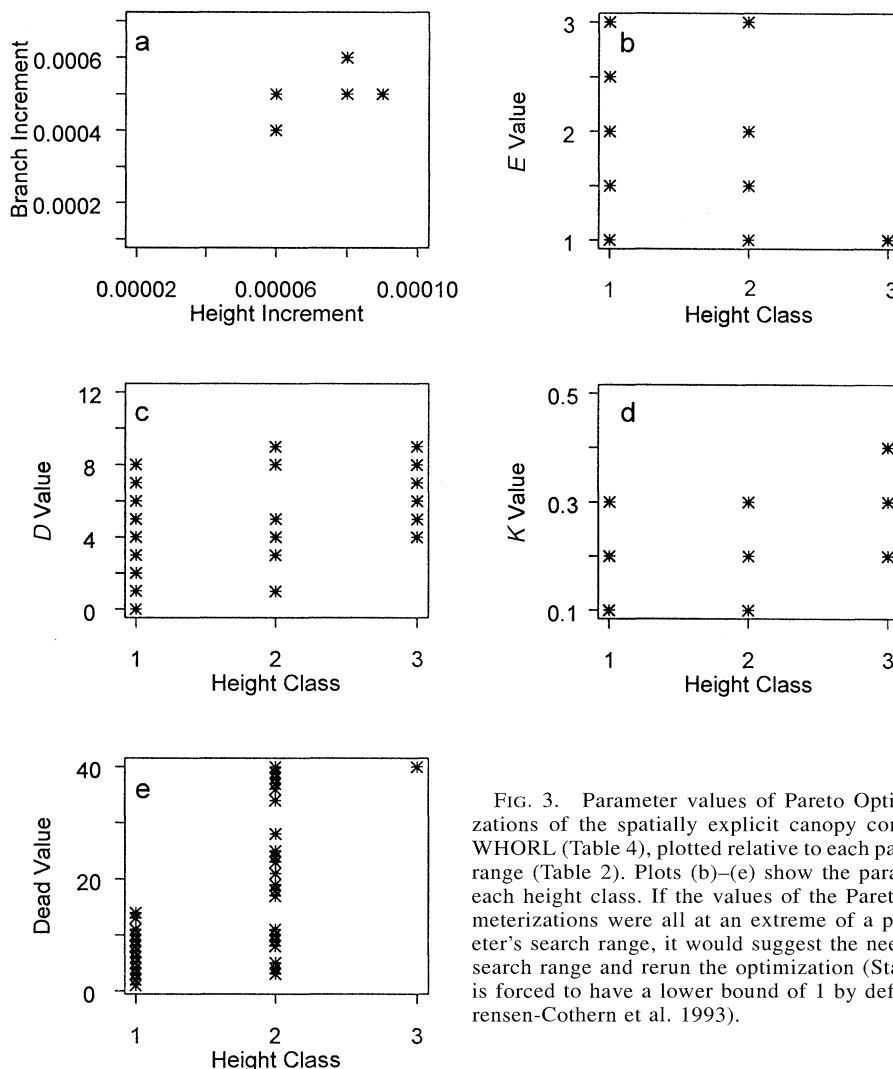 a
Branch Increment
0.0006
0.0004
0.0002
0.00002
0.00006
0.00010
Height Increment
b
E Value
3
2
1
1
2
3
Height Class
c
D Value
12
8
4
0
1
2
3
Height Class
d
K Value
0.5
0.3
0.1
1
2
3
Height Class
e
Dead Value
40
20
0
1
2
3
Height Class
FIG. 3. Parameter values of Pareto Opti
zations of the spatially explicit canopy cor
WHORL (Table 4), plotted relative to each pa
range (Table 2). Plots (b)–(e) show the para
each height class. If the values of the Paret
meterizations were all at an extreme of a p
eter's search range, it would suggest the nee
search range and rerun the optimization (Sta
is forced to have a lower bound of 1 by def
rensen-Cothern et al. 1993).